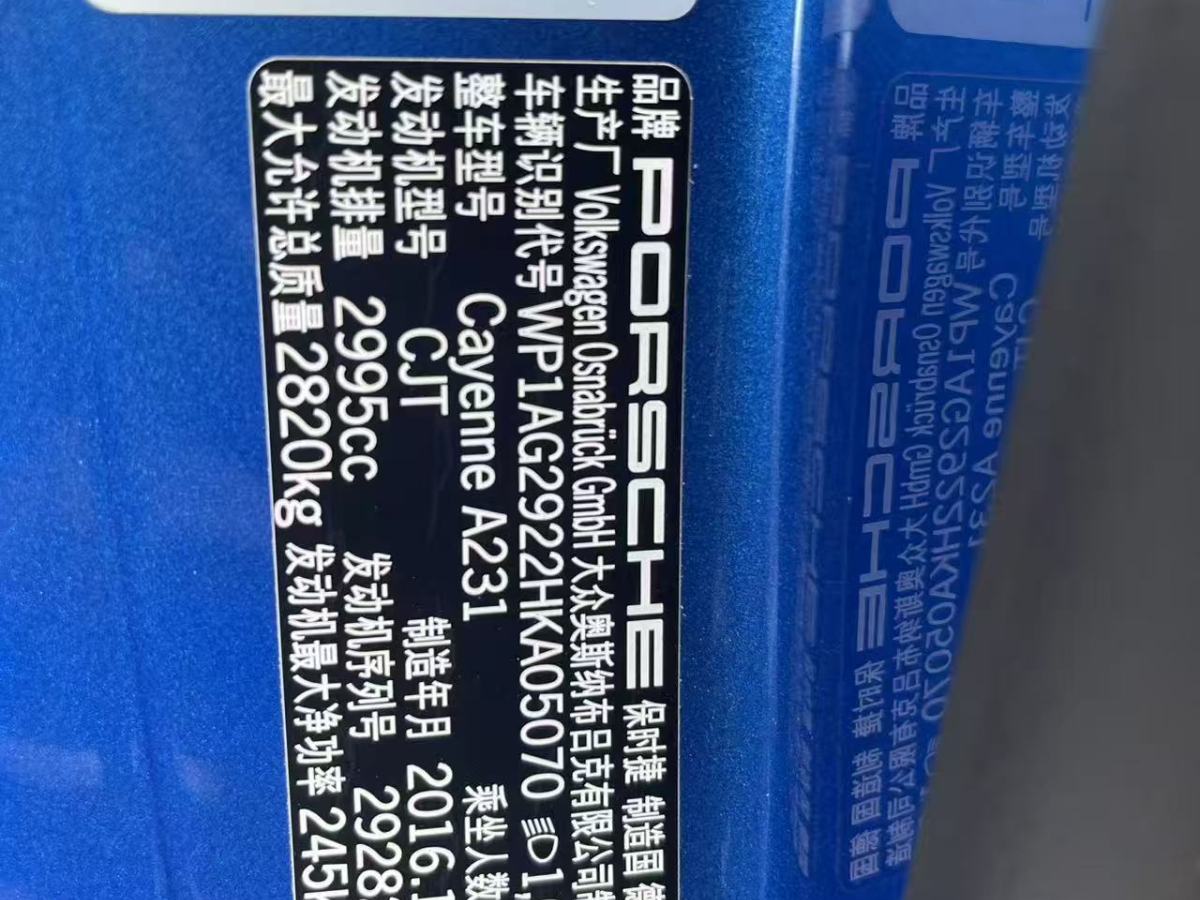 品牌 PORSCHE 保时捷 制造国
生产厂 Volkswagen Osnabrück GmbH 大众奥斯纳布吕克有限公司
车辆识别代号 WP1AG2922HKA05070 1,
整车型号 Cayenne A231 乘坐人数
发动机型号 CJT 制造年月 2016.1
发动机排量 2995cc 发动机序列号 2928
最大允许总质量 2820kg 发动机最大净功率 245k